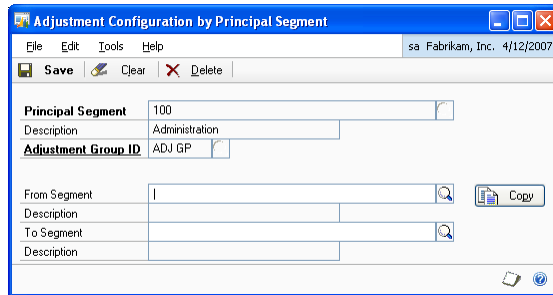 Adjustment Configuration by Principal Segment
File Edit Tools Help sa Fabrikam, Inc. 4/12/2007
Save Clear Delete
Principal Segment 100
Description Administration
Adjustment Group ID ADJ GP
From Segment
Copy
Description
To Segment
Description